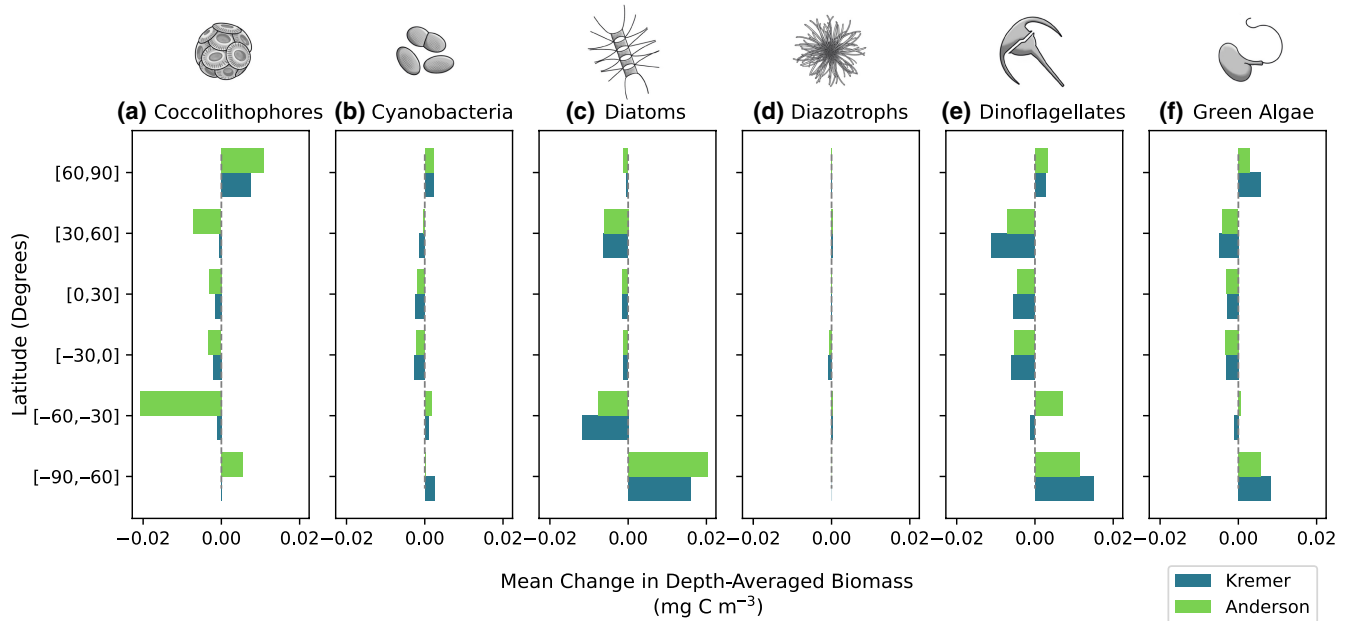 (a) Coccolithophores
(b) Cyanobacteria
(c) Diatoms
(d) Diazotrophs
(e) Dinoflagellates
(f) Green Algae
Latitude (Degrees)
[60,90]
[30,60]
[0,30]
[−30,0]
[−60,−30]
[−90,−60]
−0.02 0.00 0.02
−0.02 0.00 0.02
−0.02 0.00 0.02
−0.02 0.00 0.02
−0.02 0.00 0.02
−0.02 0.00 0.02
Mean Change in Depth-Averaged Biomass
(mg C m⁻³)
Kremer
Anderson